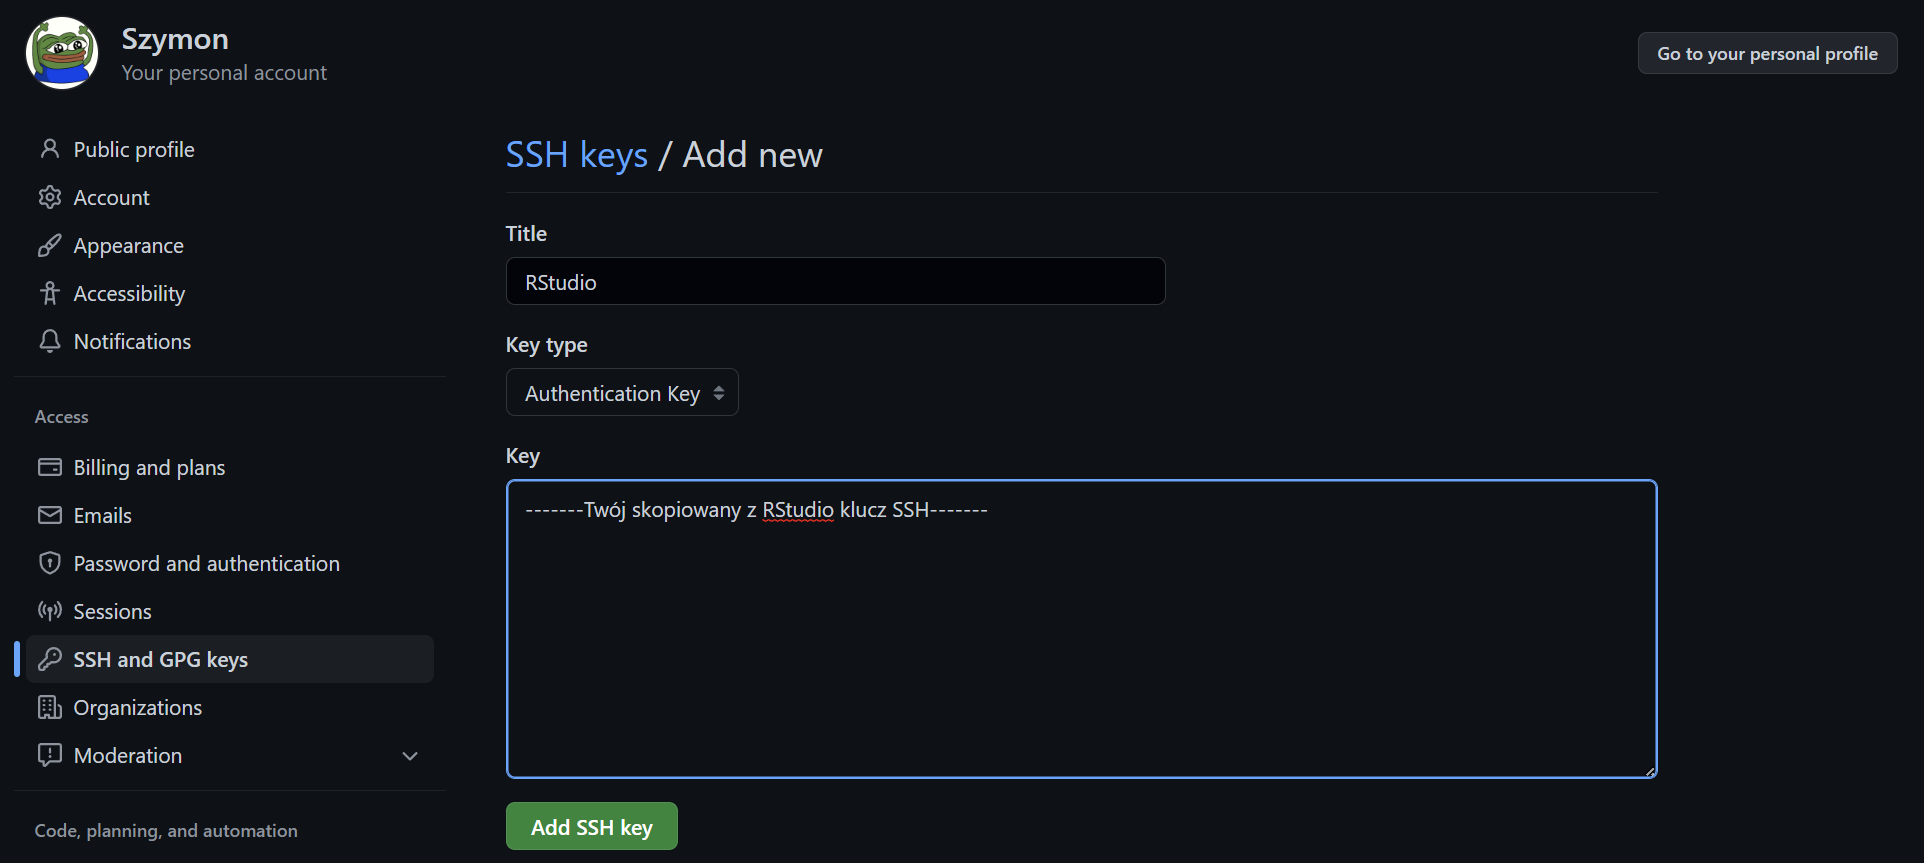 Szymon
Your personal account
Go to your personal profile
Public profile
Account
Appearance
Accessibility
Notifications
Access
Billing and plans
Emails
Password and authentication
Sessions
SSH and GPG keys
Organizations
Moderation
Code, planning, and automation
SSH keys / Add new
Title
RStudio
Key type
Authentication Key
Key
-------Twój skopiowany z RStudio klucz SSH-------
Add SSH key